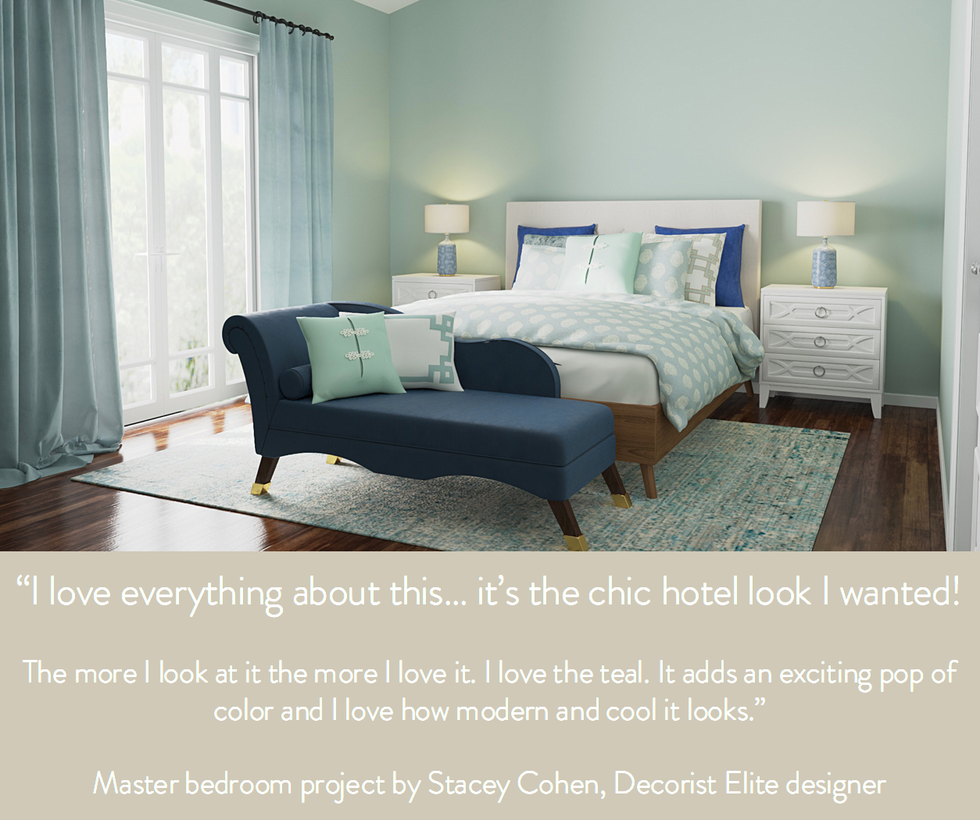 “I love everything about this... it’s the chic hotel look I wanted!
The more I look at it the more I love it. I love the teal. It adds an exciting pop of
color and I love how modern and cool it looks.”
Master bedroom project by Stacey Cohen, Decorist Elite designer